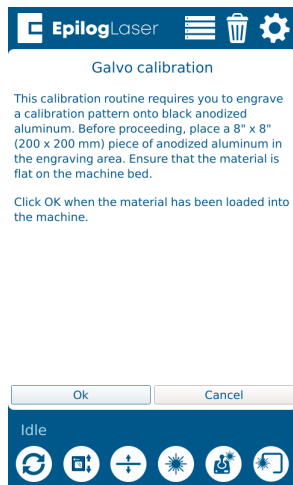 EpilogLaser
Galvo calibration
This calibration routine requires you to engrave
a calibration pattern onto black anodized
aluminum. Before proceeding, place a 8" x 8"
(200 x 200 mm) piece of anodized aluminum in
the engraving area. Ensure that the material is
flat on the machine bed.
Click OK when the material has been loaded into
the machine.
Ok
Cancel
Idle